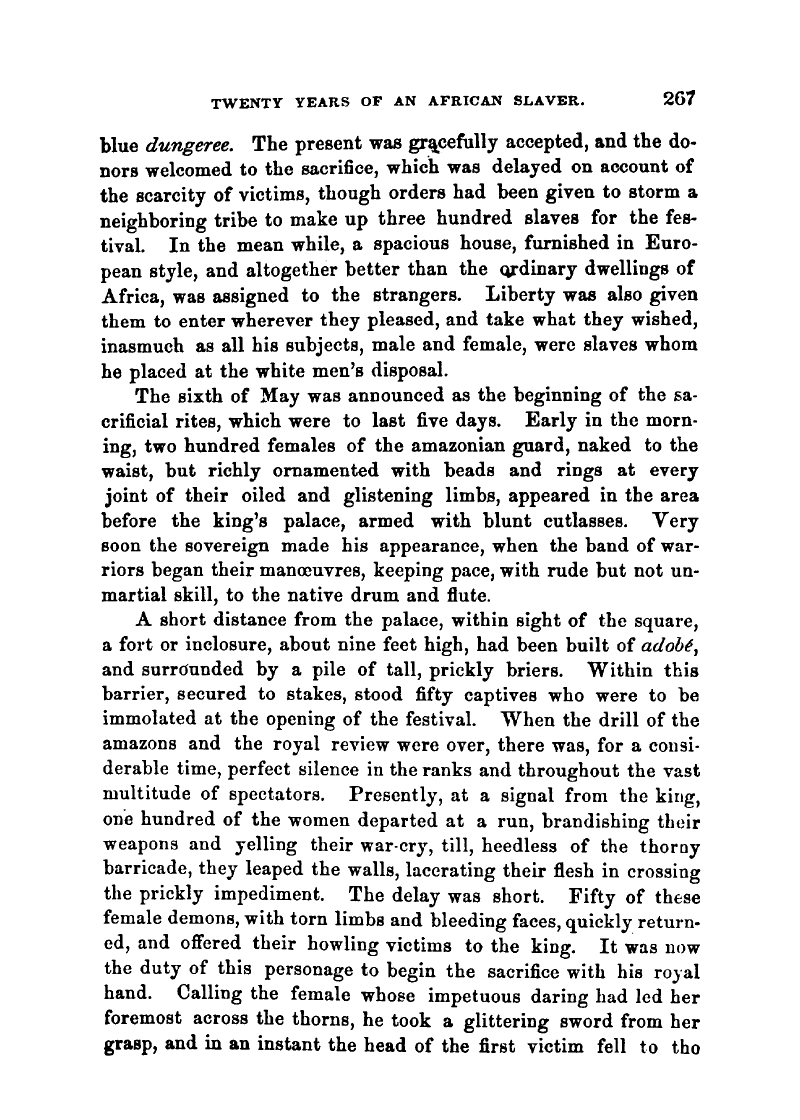 TWENTY YEARS OF AN AFRICAN SLAVER. 267
blue dungeree. The present was gracefully accepted, and the do-
nors welcomed to the sacrifice, which was delayed on account of
the scarcity of victims, though orders had been given to storm a
neighboring tribe to make up three hundred slaves for the fes-
tival. In the mean while, a spacious house, furnished in Euro-
pean style, and altogether better than the ordinary dwellings of
Africa, was assigned to the strangers. Liberty was also given
them to enter wherever they pleased, and take what they wished,
inasmuch as all his subjects, male and female, were slaves whom
he placed at the white men's disposal.
The sixth of May was announced as the beginning of the sa-
crificial rites, which were to last five days. Early in the morn-
ing, two hundred females of the amazonian guard, naked to the
waist, but richly ornamented with beads and rings at every
joint of their oiled and glistening limbs, appeared in the area
before the king's palace, armed with blunt cutlasses. Very
soon the sovereign made his appearance, when the band of war-
riors began their manœuvres, keeping pace, with rude but not un-
martial skill, to the native drum and flute.
A short distance from the palace, within sight of the square,
a fort or inclosure, about nine feet high, had been built of adobé,
and surrounded by a pile of tall, prickly briers. Within this
barrier, secured to stakes, stood fifty captives who were to be
immolated at the opening of the festival. When the drill of the
amazons and the royal review were over, there was, for a consi-
derable time, perfect silence in the ranks and throughout the vast
multitude of spectators. Presently, at a signal from the king,
one hundred of the women departed at a run, brandishing their
weapons and yelling their war-cry, till, heedless of the thorny
barricade, they leaped the walls, lacerating their flesh in crossing
the prickly impediment. The delay was short. Fifty of these
female demons, with torn limbs and bleeding faces, quickly return-
ed, and offered their howling victims to the king. It was now
the duty of this personage to begin the sacrifice with his royal
hand. Calling the female whose impetuous daring had led her
foremost across the thorns, he took a glittering sword from her
grasp, and in an instant the head of the first victim fell to the